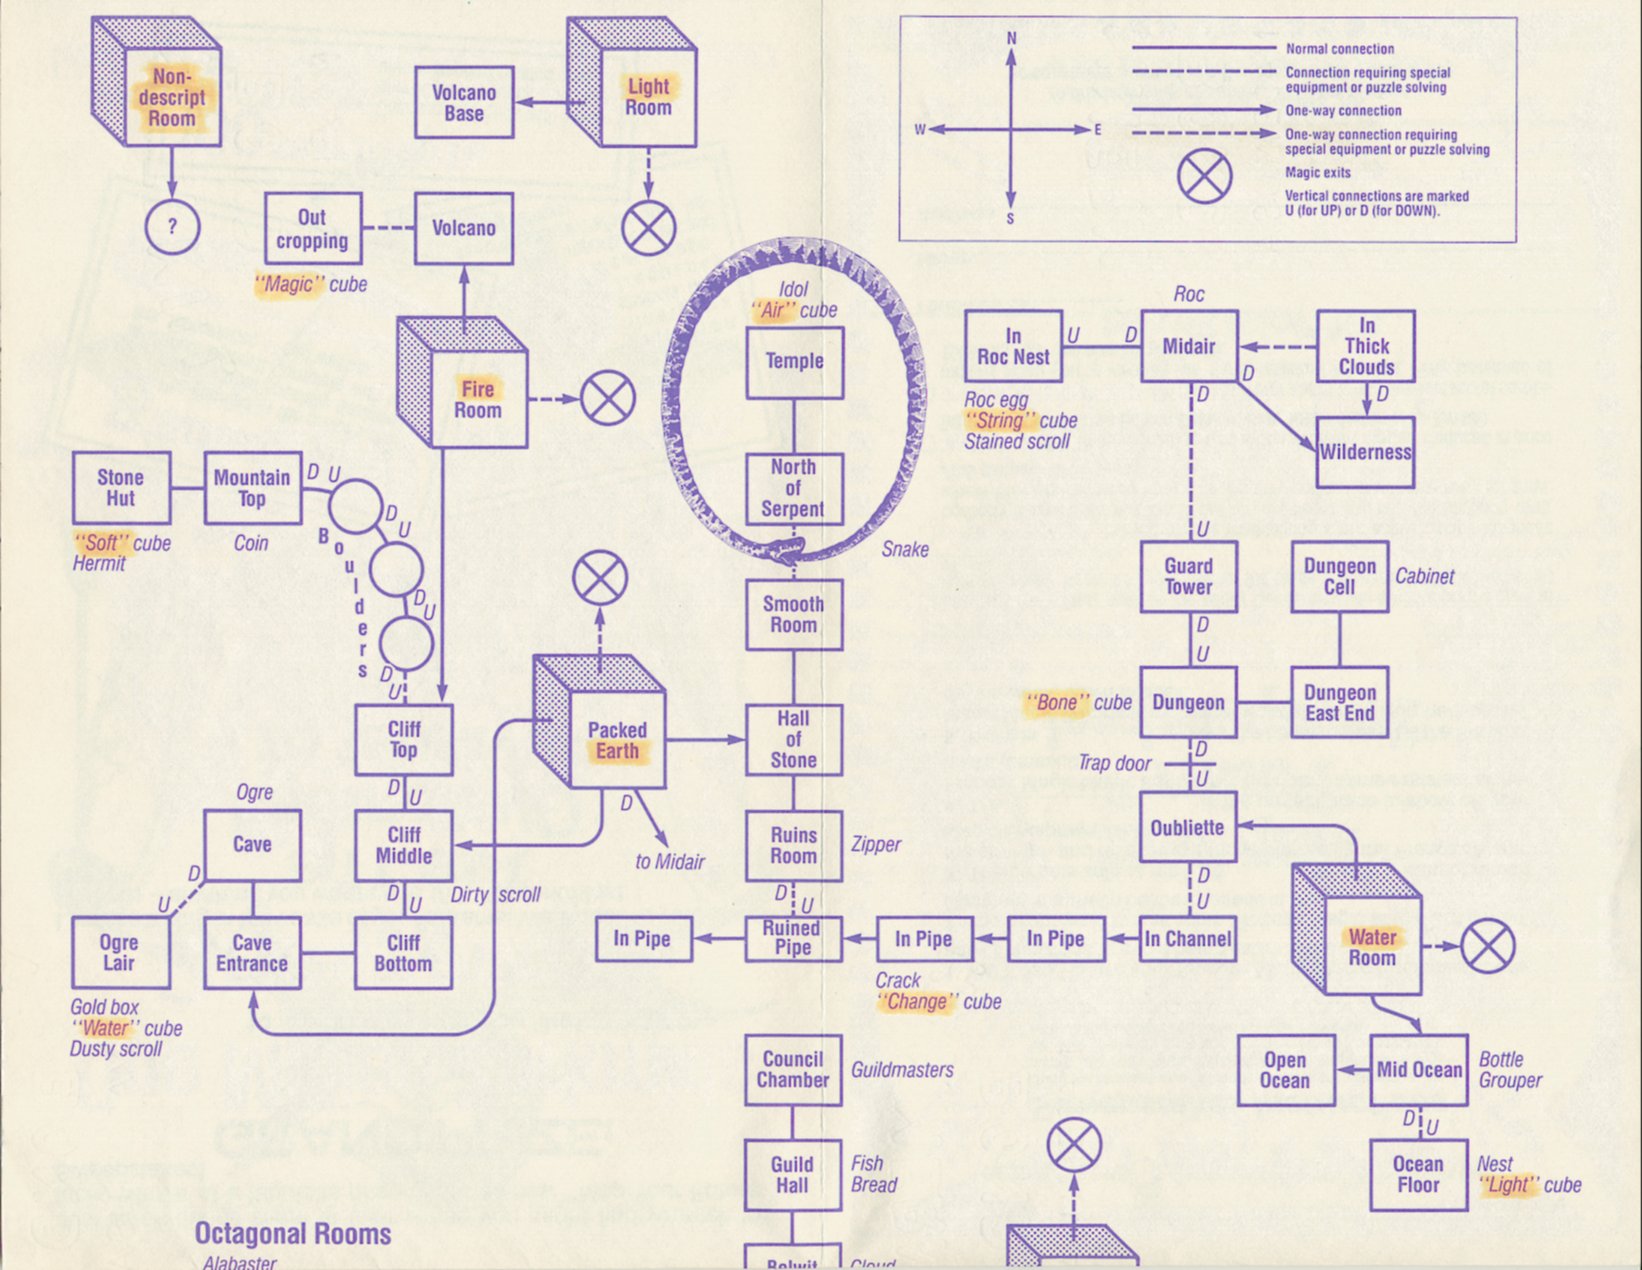 Non-
descript
Room
?
Volcano
Base
Light
Room
N
W
E
S
Normal connection
Connection requiring special
equipment or puzzle solving
One-way connection
One-way connection requiring
special equipment or puzzle solving
Magic exits
Vertical connections are marked
U (for UP) or D (for DOWN).
Out
cropping
"Magic" cube
Volcano
Fire
Room
Idol
"Air" cube
Temple
North
of
Serpent
Snake
Smooth
Room
Hall
of
Stone
Ruins
Room
Zipper
D
U
Roc
In
Roc Nest
U
D
Midair
In
Thick
Clouds
D
D
D
Wilderness
Roc egg
"String" cube
Stained scroll
U
Guard
Tower
D
U
Dungeon
Cell
Cabinet
"Bone" cube
Dungeon
Dungeon
East End
D
Trap door
U
Oubliette
D
U
Stone
Hut
Mountain
Top
D U
D
U
D
U
D
U
Boulders
"Soft" cube
Hermit
Coin
Cliff
Top
D
U
Packed
Earth
D
to Midair
Ogre
Cave
D
U
Cliff
Middle
D
U
Dirty scroll
Ogre
Lair
Cave
Entrance
Cliff
Bottom
Gold box
"Water" cube
Dusty scroll
In Pipe
Ruined
Pipe
In Pipe
In Pipe
In Channel
Crack
"Change" cube
Water
Room
Open
Ocean
Mid Ocean
Bottle
Grouper
D
U
Ocean
Floor
Nest
"Light" cube
Council
Chamber
Guildmasters
Guild
Hall
Fish
Bread
Belwit
Cloud
Octagonal Rooms
Alabaster